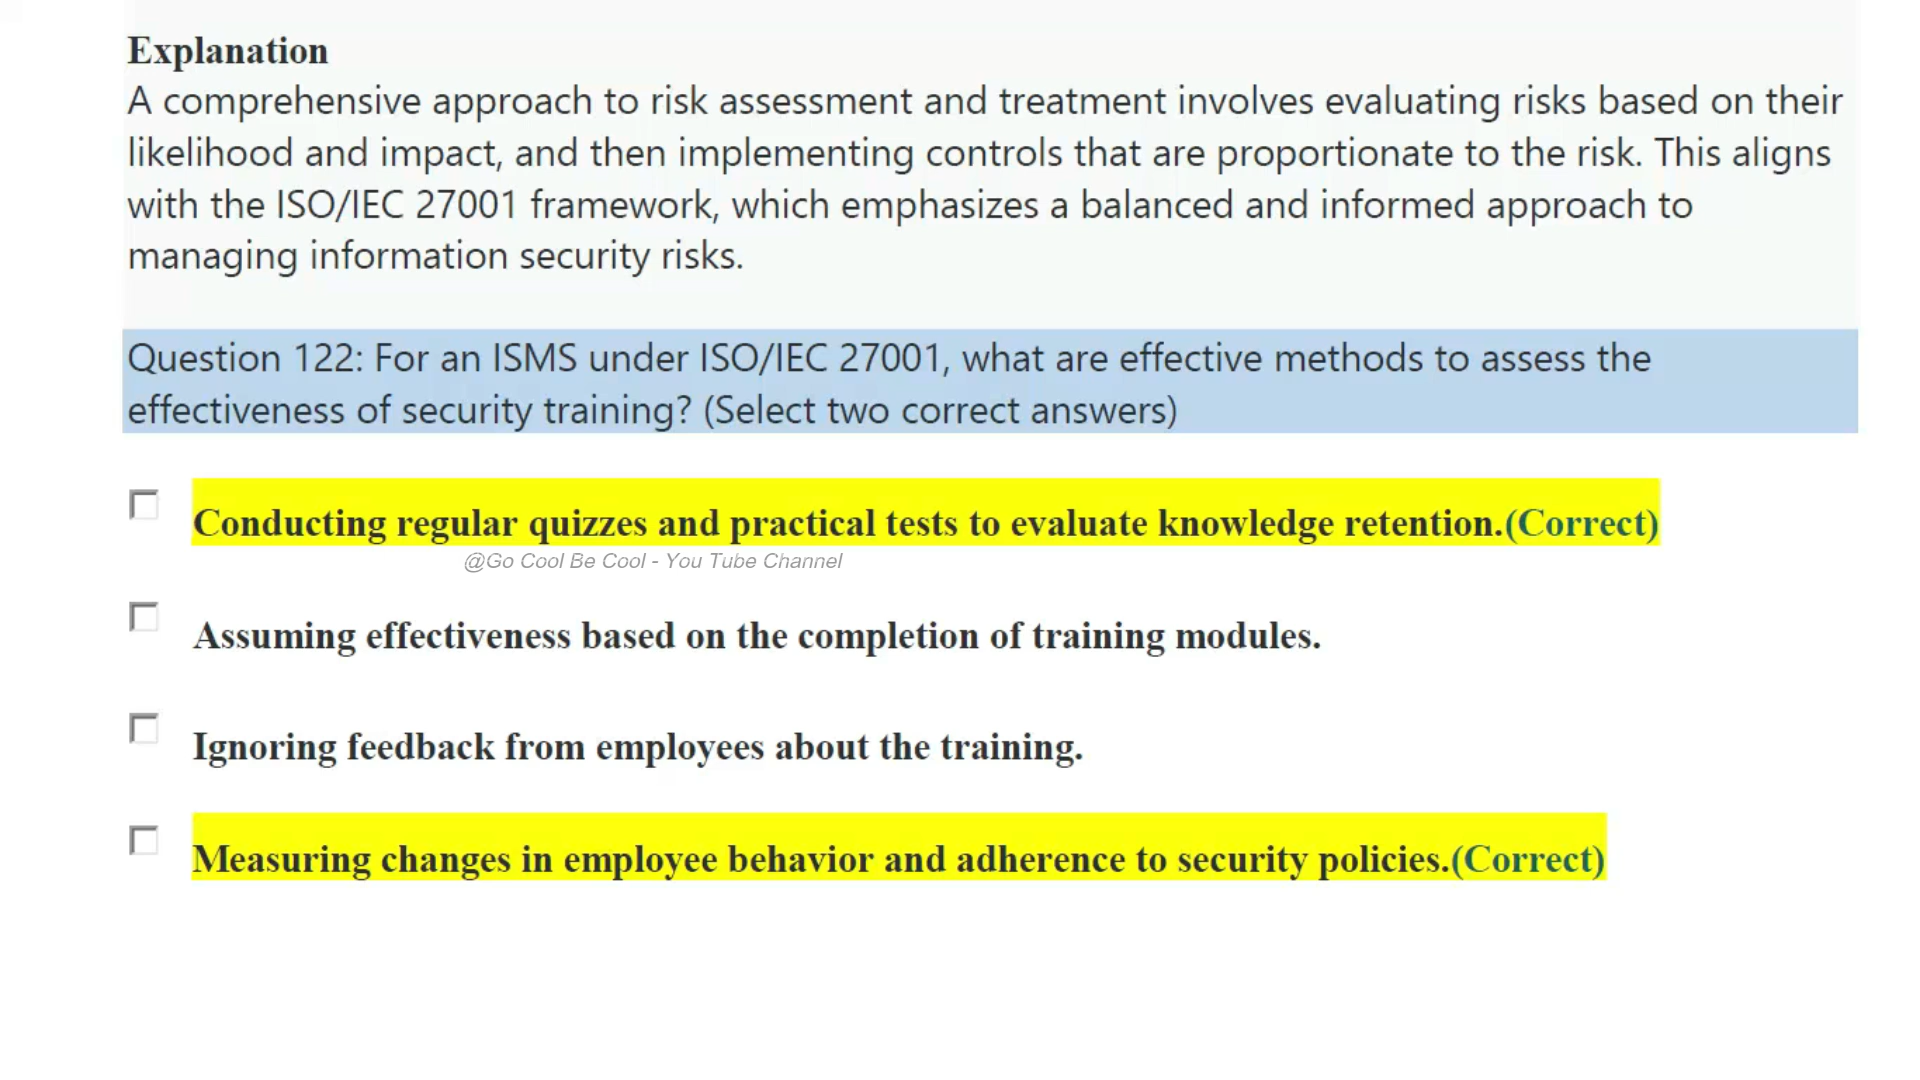 Explanation
A comprehensive approach to risk assessment and treatment involves evaluating risks based on their
likelihood and impact, and then implementing controls that are proportionate to the risk. This aligns
with the ISO/IEC 27001 framework, which emphasizes a balanced and informed approach to
managing information security risks.
Question 122: For an ISMS under ISO/IEC 27001, what are effective methods to assess the
effectiveness of security training? (Select two correct answers)
Conducting regular quizzes and practical tests to evaluate knowledge retention.(Correct)
@Go Cool Be Cool - You Tube Channel
Assuming effectiveness based on the completion of training modules.
Ignoring feedback from employees about the training.
Measuring changes in employee behavior and adherence to security policies.(Correct)